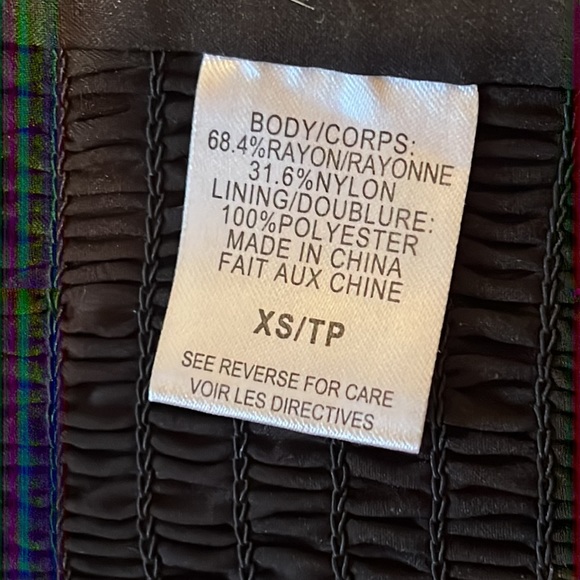 BODY/CORPS:
68.4%RAYON/RAYONNE
31.6%NYLON
LINING/DOUBLURE:
100%POLYESTER
MADE IN CHINA
FAIT AUX CHINE
XS/TP
SEE REVERSE FOR CARE
VOIR LES DIRECTIVES